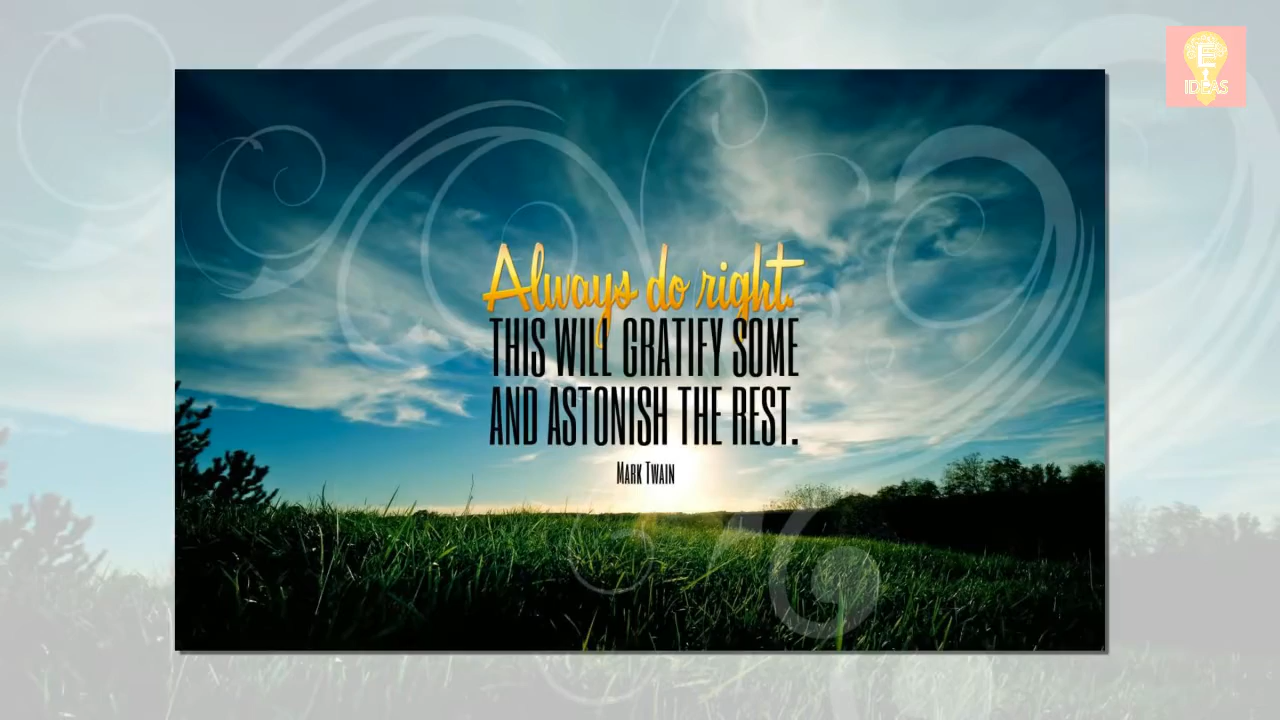 E
IDEAS
Always do right.
THIS WILL GRATIFY SOME
AND ASTONISH THE REST.
MARK TWAIN